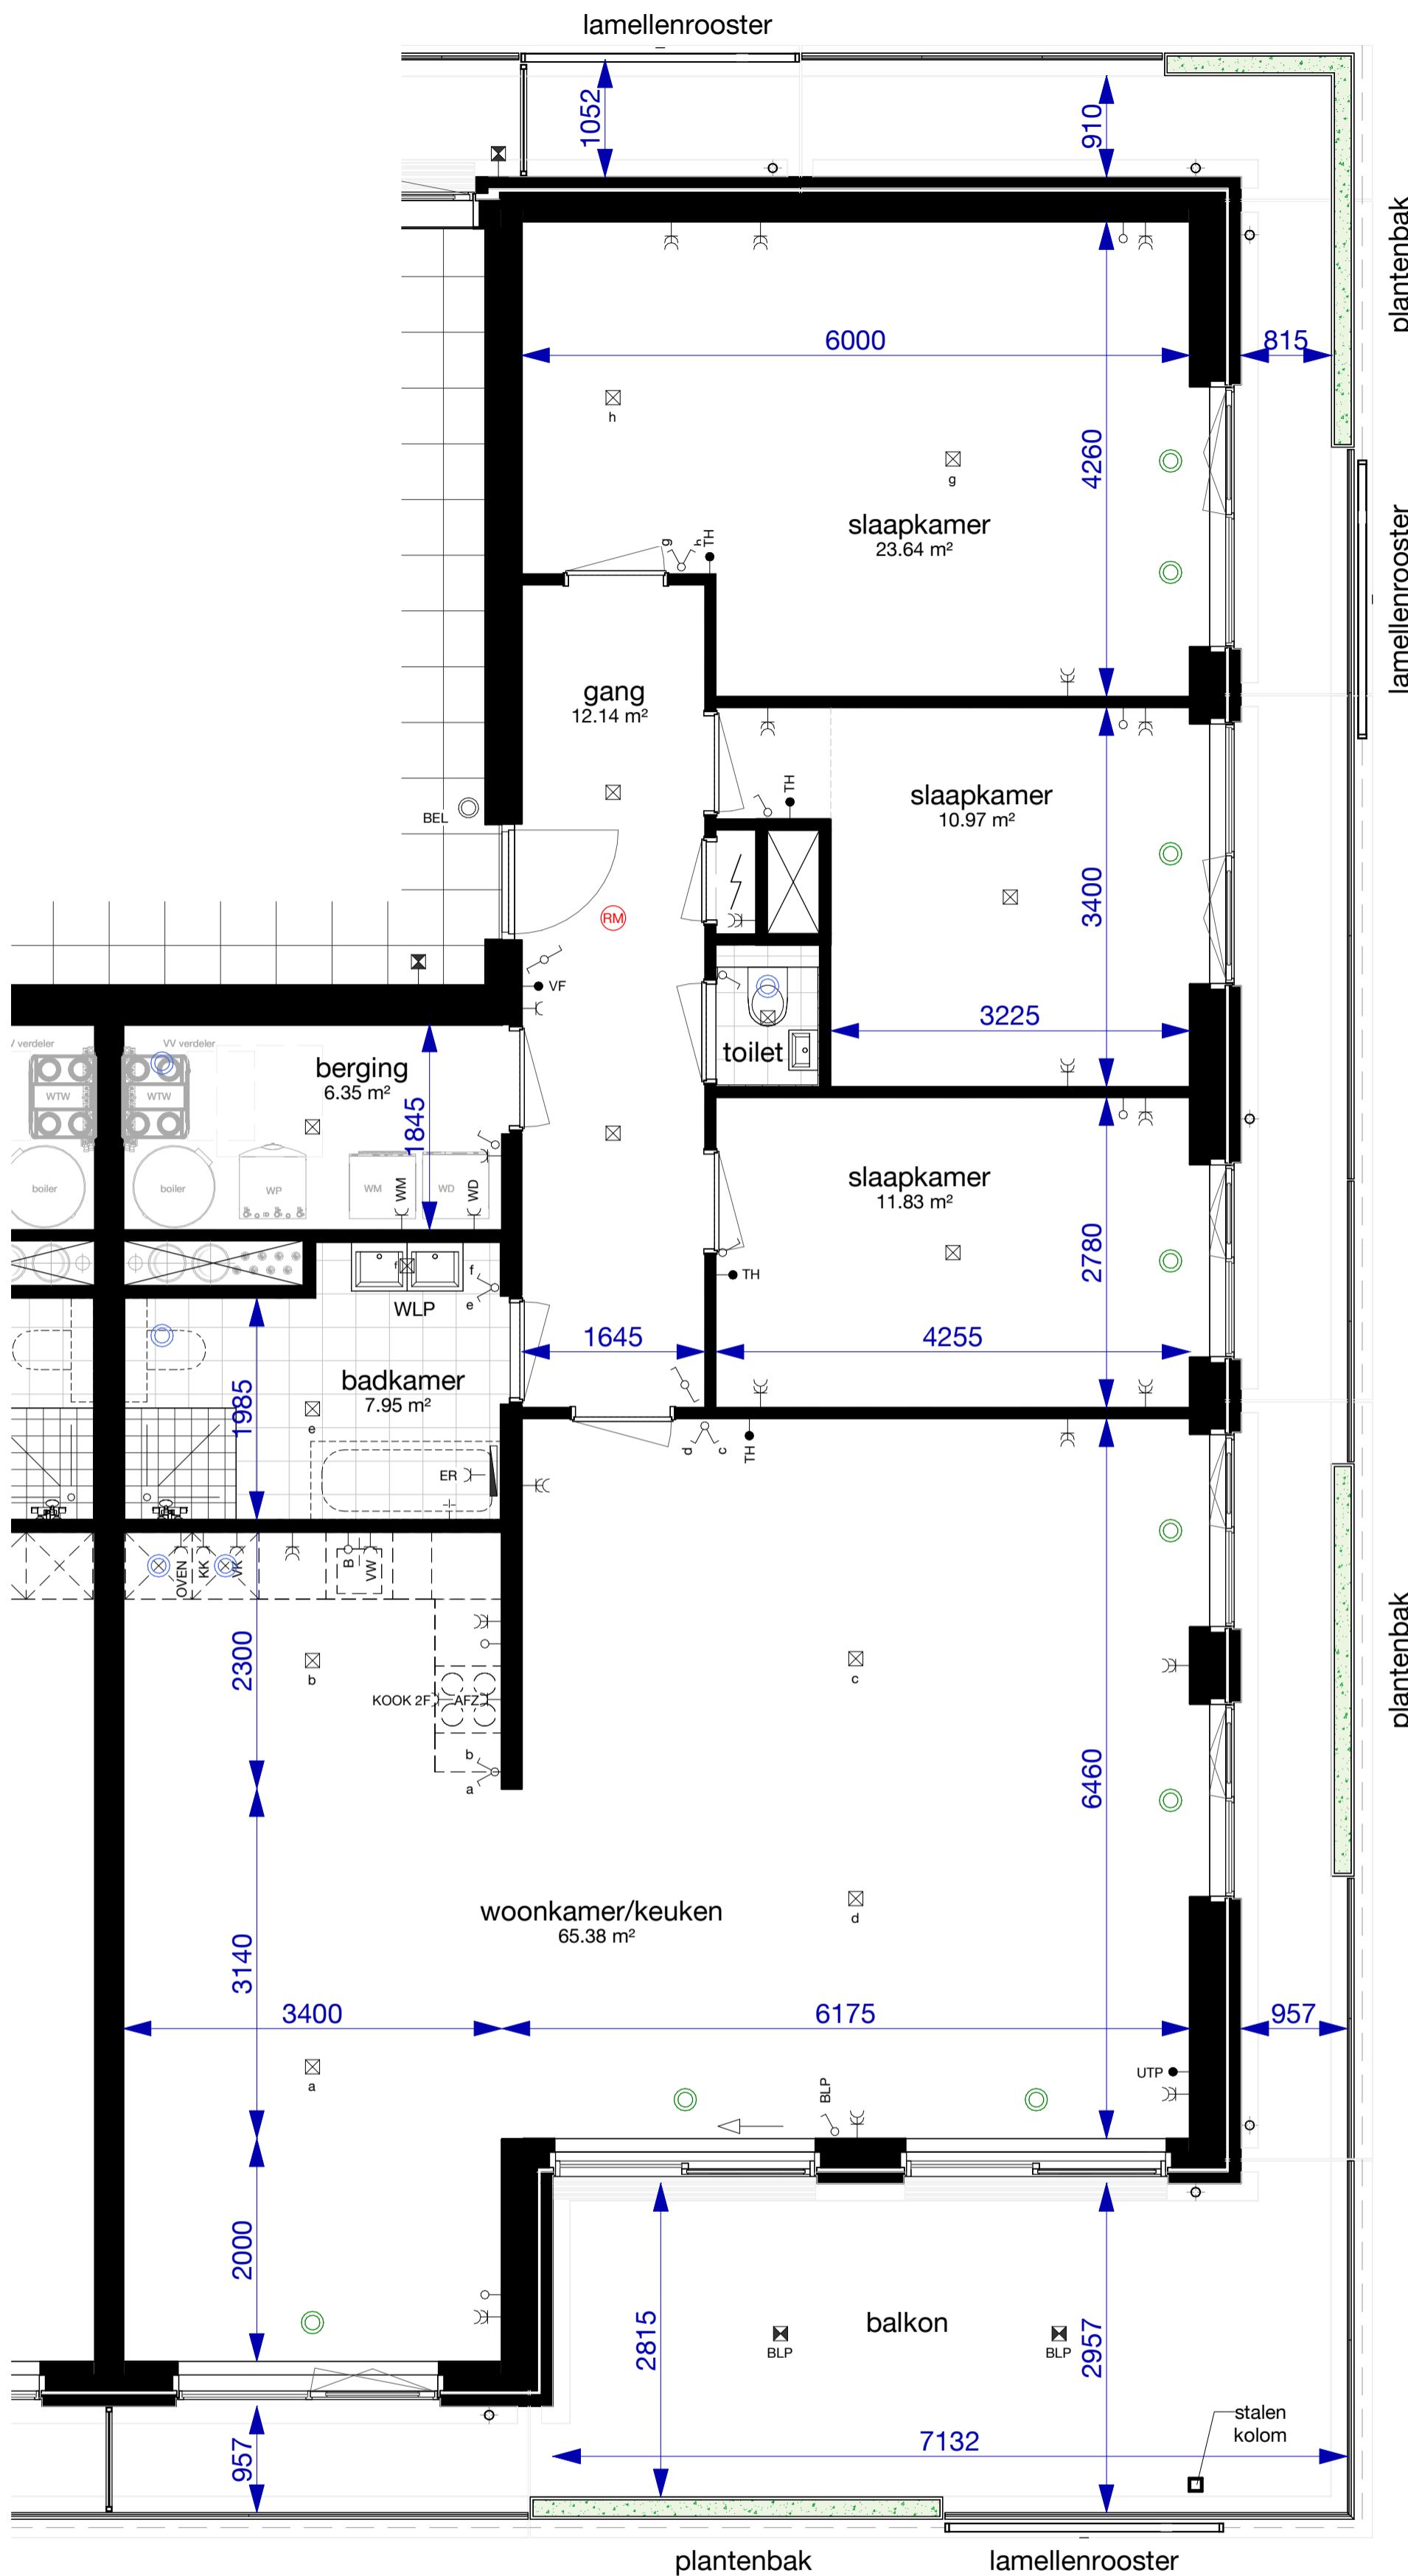 lamellenrooster
1052
910
plantenbak
6000
815
h
4260
g
slaapkamer
23.64 m²
lamellenrooster
g
h
TH
gang
12.14 m²
TH
slaapkamer
10.97 m²
BEL
3400
RM
VF
3225
V verdeler
VV verdeler
berging
6.35 m²
toilet
WTW
WTW
1845
boiler
boiler
WP
WM
WM
WD
WD
slaapkamer
11.83 m²
2780
f
f
e
TH
WLP
1645
4255
badkamer
7.95 m²
1985
e
d
c
TH
ER
OVEN
KK
VK
B
VW
2300
b
c
plantenbak
KOOK 2F
AFZ
b
a
6460
woonkamer/keuken
65.38 m²
d
3140
3400
6175
957
a
BLP
UTP
2000
2815
balkon
BLP
BLP
2957
stalen
kolom
957
7132
plantenbak
lamellenrooster